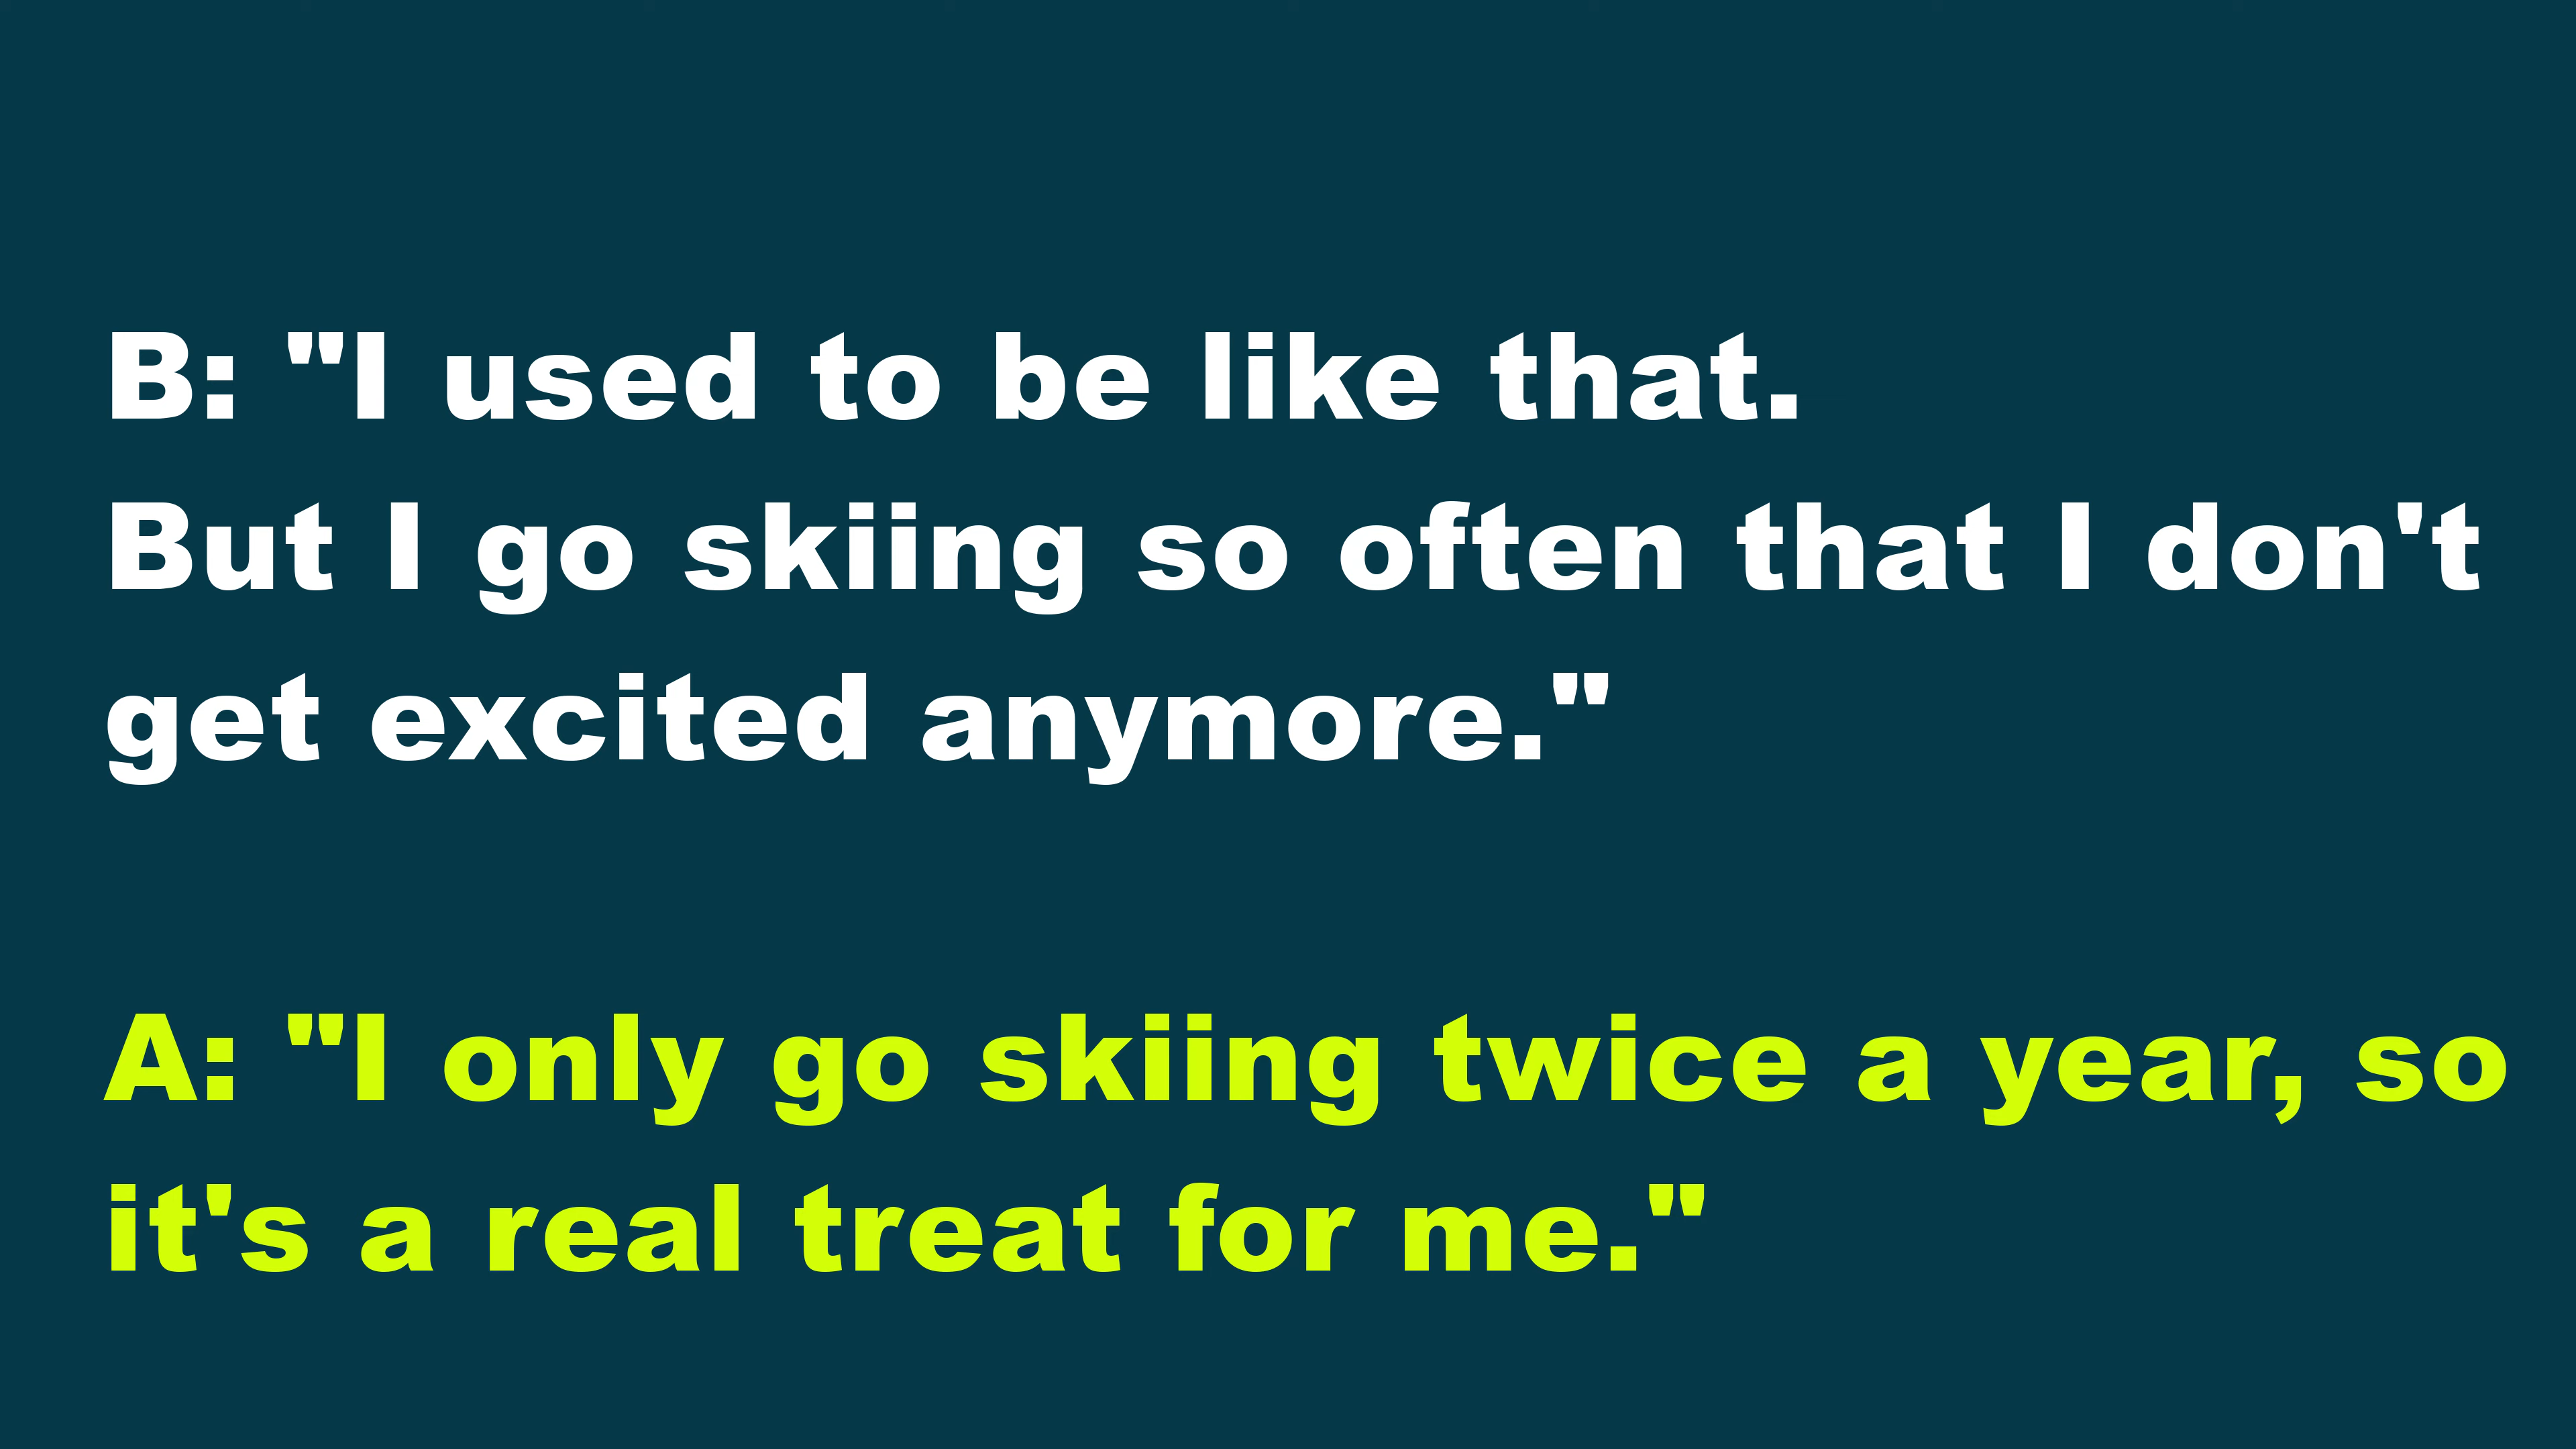 B: "I used to be like that.
But I go skiing so often that I don't
get excited anymore."
A: "I only go skiing twice a year, so
it's a real treat for me."